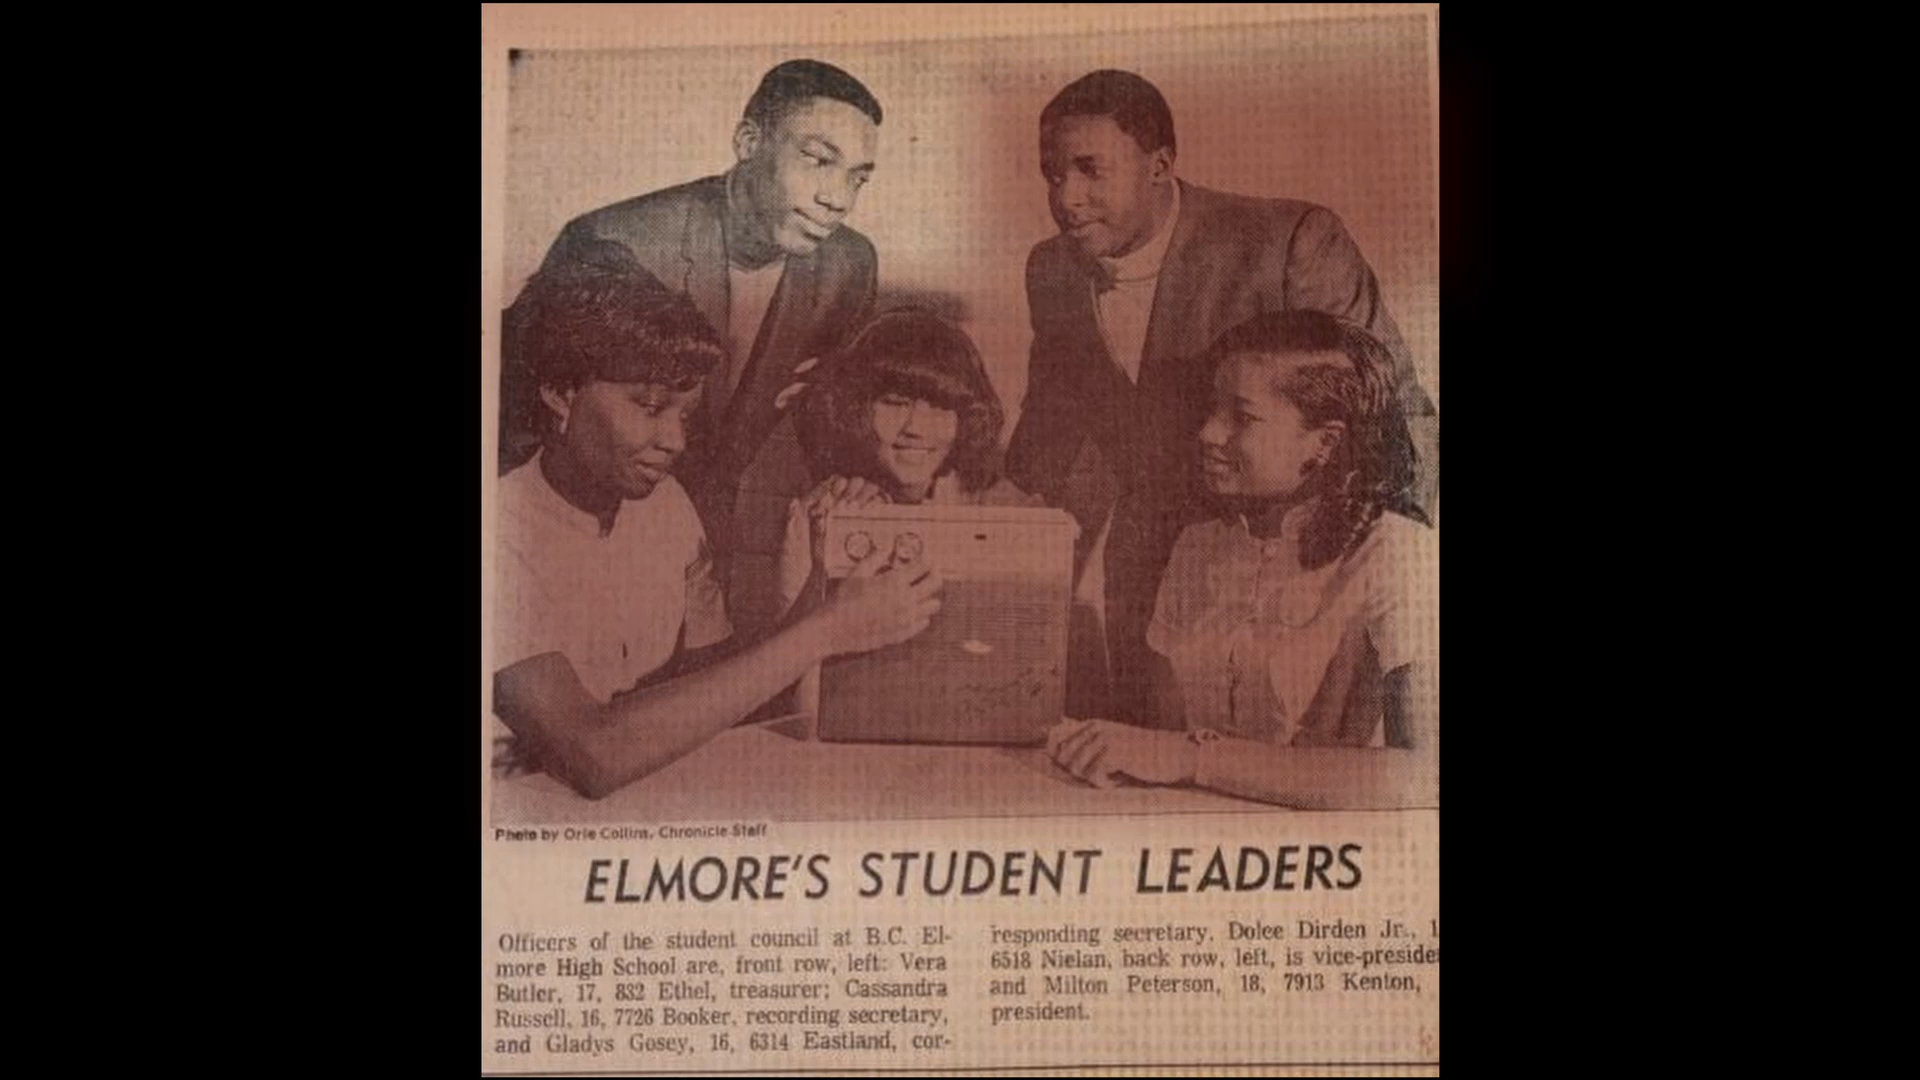 Photo by Orle Collins, Chronicle Staff
ELMORE'S STUDENT LEADERS
Officers of the student council at B.C. El-
more High School are, front row, left: Vera
Butler, 17, 832 Ethel, treasurer; Cassandra
Russell, 16, 7726 Booker, recording secretary,
and Gladys Gosey, 16, 6314 Eastland, cor-
responding secretary. Dolee Dirden Jr., 1
6518 Nielan, back row, left, is vice-preside
and Milton Peterson, 18, 7913 Kenton,
president.